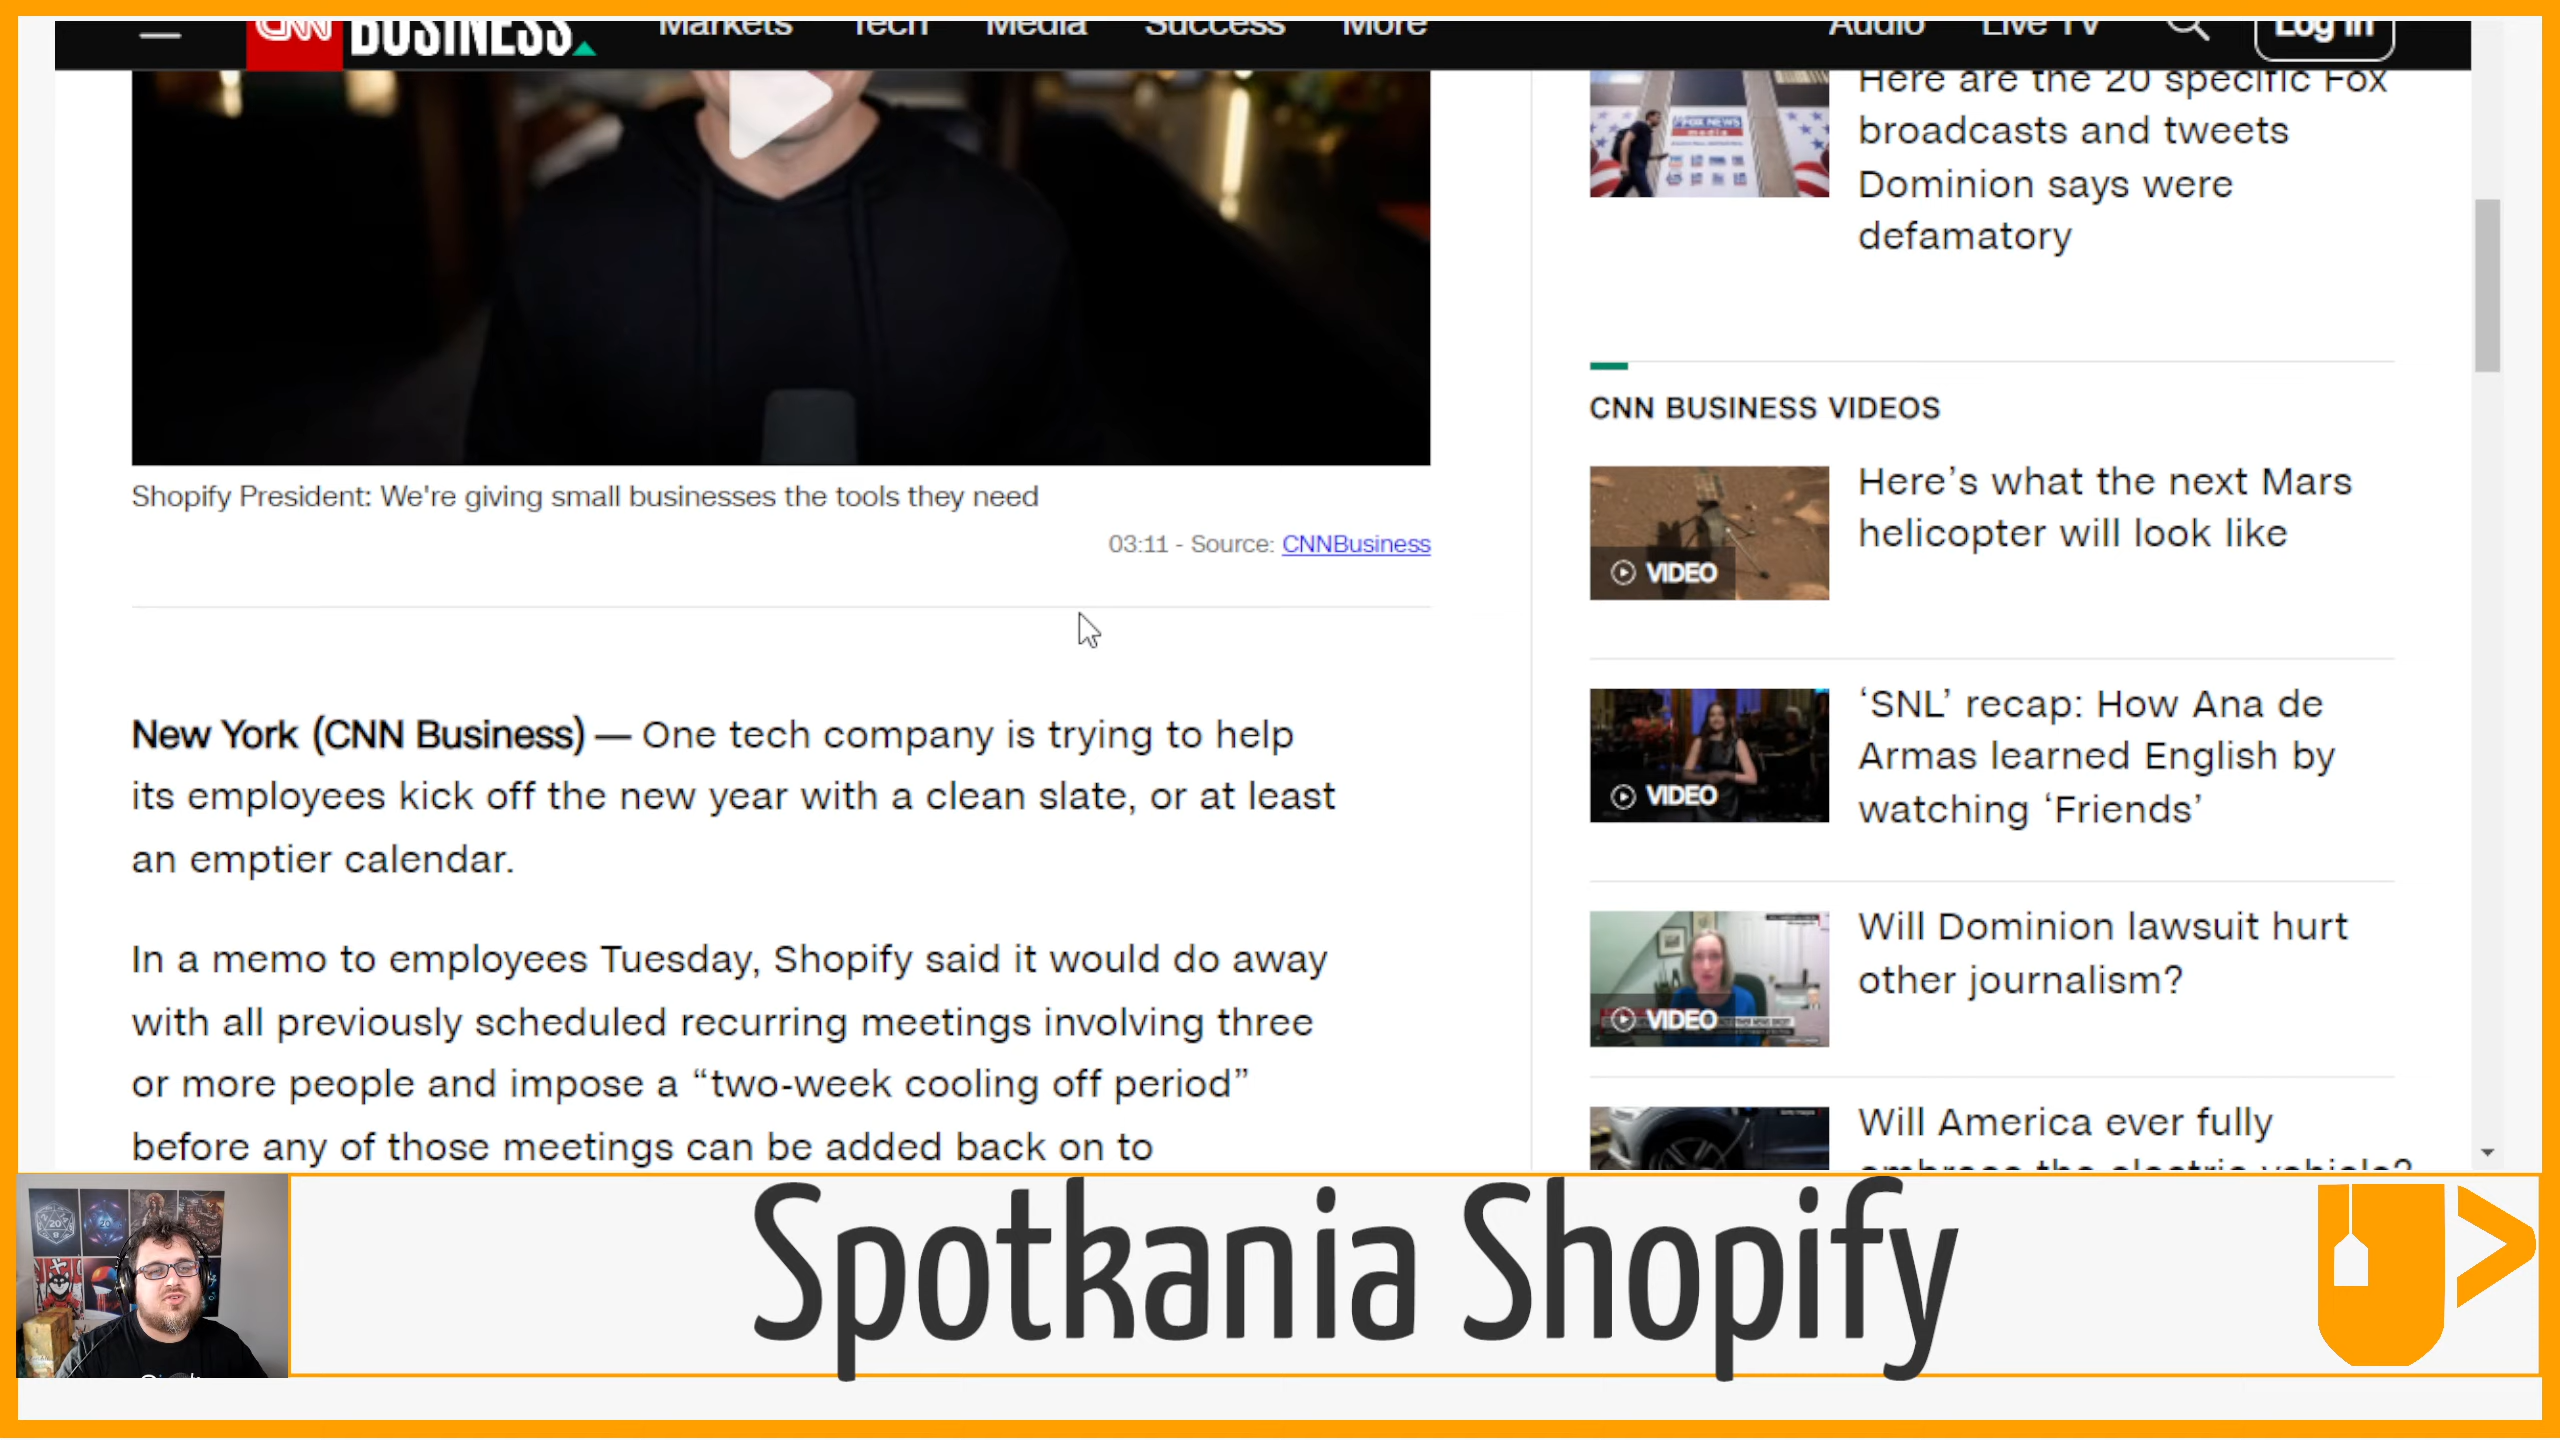 CNN BUSINESS
Markets Tech Media Success More
Audio Live TV Log In
Here are the 20 specific Fox
broadcasts and tweets
Dominion says were
defamatory
FOX NEWS
media
Shopify President: We're giving small businesses the tools they need
03:11 - Source: CNNBusiness
New York (CNN Business) — One tech company is trying to help
its employees kick off the new year with a clean slate, or at least
an emptier calendar.
In a memo to employees Tuesday, Shopify said it would do away
with all previously scheduled recurring meetings involving three
or more people and impose a “two-week cooling off period”
before any of those meetings can be added back on to
CNN BUSINESS VIDEOS
Here’s what the next Mars
helicopter will look like
VIDEO
‘SNL’ recap: How Ana de
Armas learned English by
watching ‘Friends’
VIDEO
Will Dominion lawsuit hurt
other journalism?
VIDEO
Will America ever fully
embrace the electric vehicle?
Spotkania Shopify